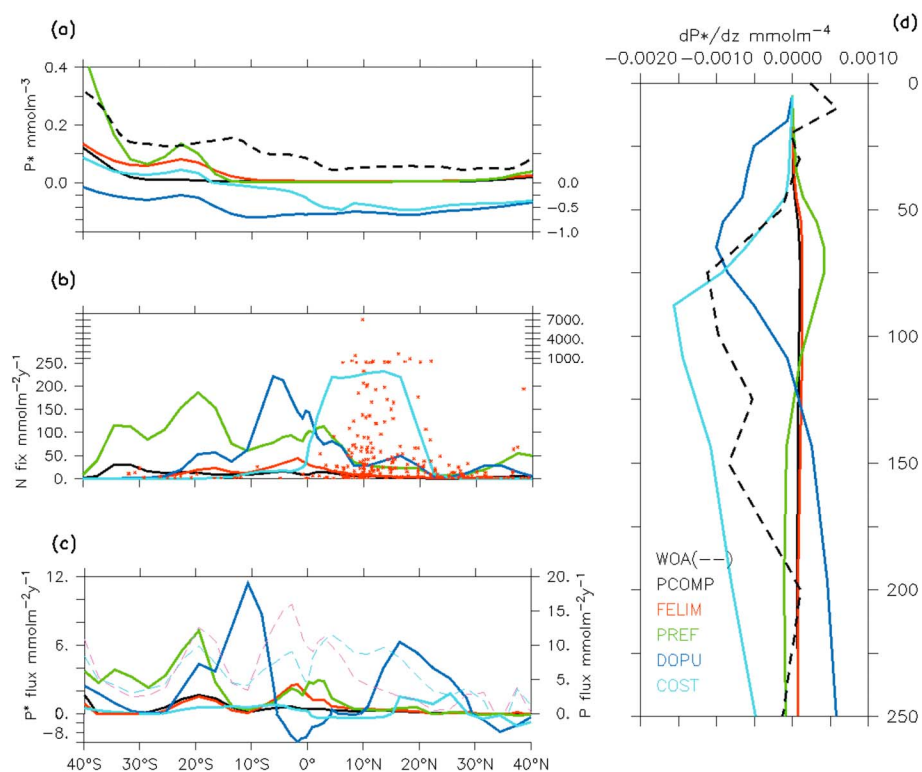 (a)
P* mmolm⁻³
0.4
0.2
0.0
0.0
−0.5
−1.0
(b)
N fix mmolm⁻²y⁻¹
250.
200.
150.
100.
50.
0.
7000.
4000.
1000.
(c)
P* flux mmolm⁻²y⁻¹
12.
6.
0.
−8.
20.
15.
10.
5.
0.
P flux mmolm⁻²y⁻¹
40°S 30°S 20°S 10°S 0° 10°N 20°N 30°N 40°N
(d)
dP*/dz mmolm⁻⁴
−0.0020 −0.0010 0.0000 0.0010
0
50
100
150
200
250
WOA(−−)
PCOMP
FELIM
PREF
DOPU
COST